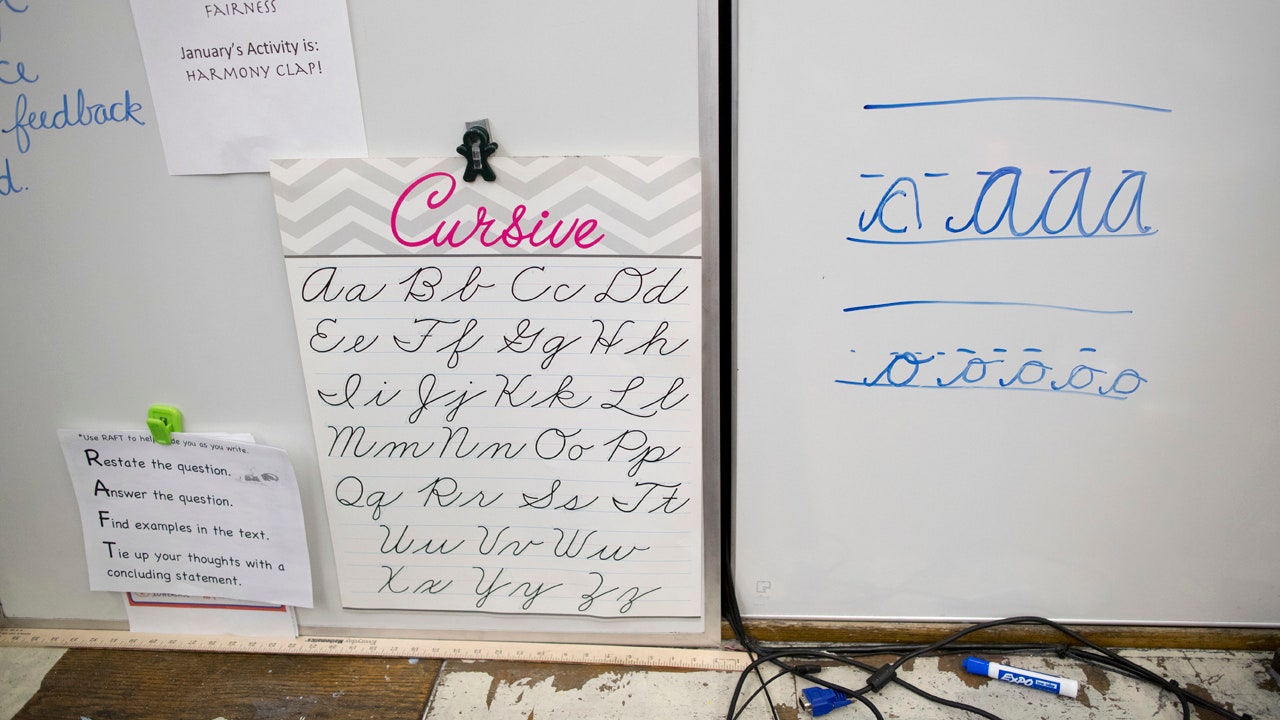 feedback
d.
FAIRNESS
January's Activity is:
HARMONY CLAP!
Cursive
Aa Bb Cc Dd
Ee Ff Gg Hh
Ii Jj Kk Ll
Mm Nn Oo Pp
Qq Rr Ss Tt
Uu Vv Ww
Xx Yy Zz
*Use RAFT to you as you write.
Restate the question.
Answer the question.
Find examples in the text.
Tie up your thoughts with a
concluding statement.
a a a a
o o o o o
Everyday
Mathematics
EXPO